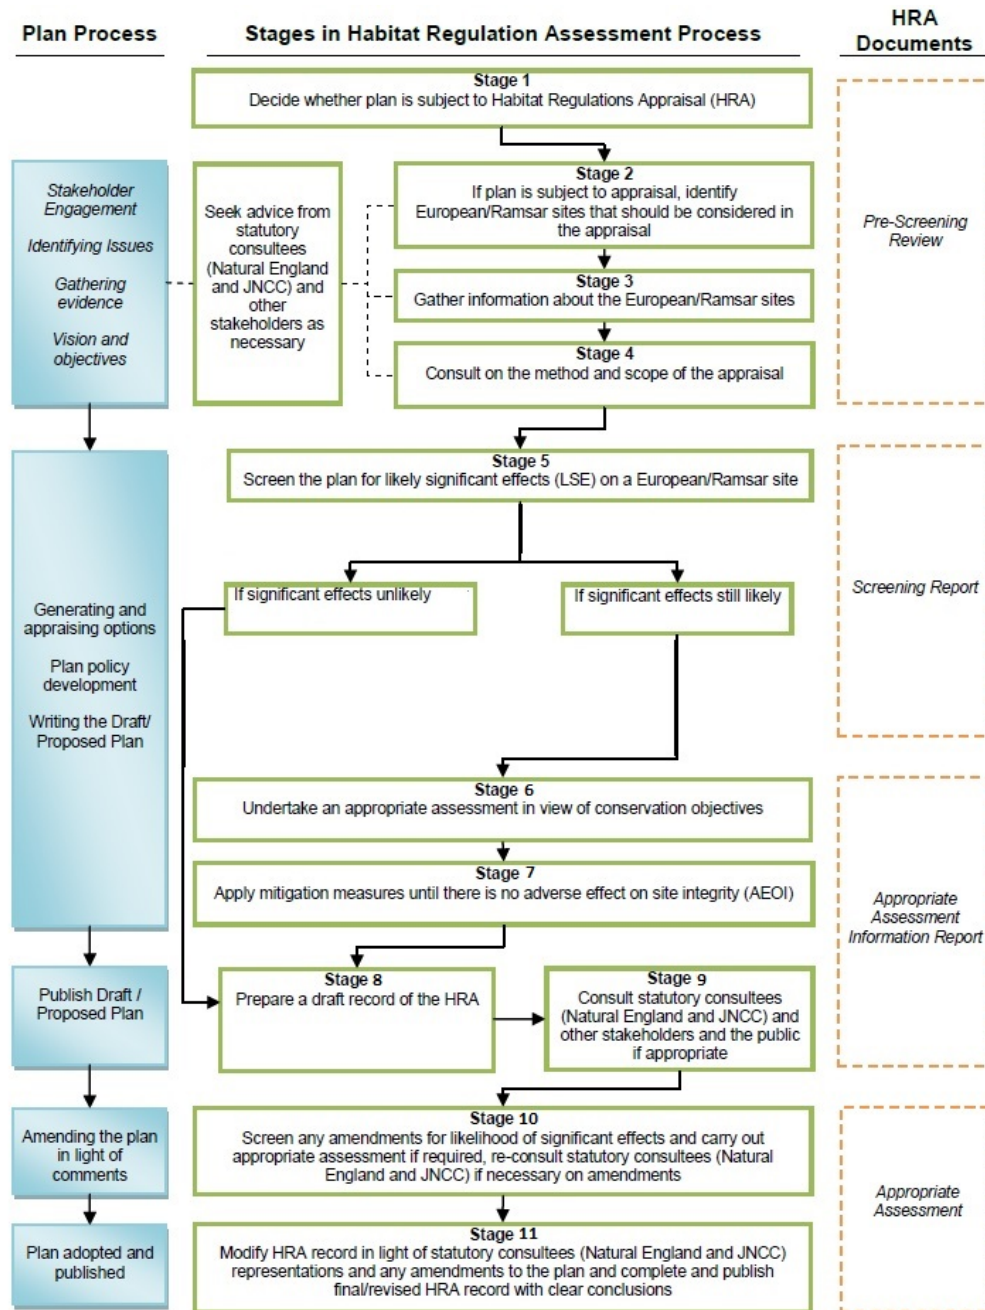 Plan Process
Stages in Habitat Regulation Assessment Process
HRA
Documents
Stage 1
Decide whether plan is subject to Habitat Regulations Appraisal (HRA)
Stakeholder
Engagement
Identifying Issues
Gathering
evidence
Vision and
objectives
Seek advice from
statutory
consultees
(Natural England
and JNCC) and
other
stakeholders as
necessary
Stage 2
If plan is subject to appraisal, identify
European/Ramsar sites that should be considered in
the appraisal
Stage 3
Gather information about the European/Ramsar sites
Stage 4
Consult on the method and scope of the appraisal
Pre-Screening
Review
Stage 5
Screen the plan for likely significant effects (LSE) on a European/Ramsar site
If significant effects unlikely
If significant effects still likely
Screening Report
Generating and
appraising options
Plan policy
development
Writing the Draft/
Proposed Plan
Stage 6
Undertake an appropriate assessment in view of conservation objectives
Stage 7
Apply mitigation measures until there is no adverse effect on site integrity (AEOI)
Appropriate
Assessment
Information Report
Publish Draft /
Proposed Plan
Stage 8
Prepare a draft record of the HRA
Stage 9
Consult statutory consultees
(Natural England and JNCC) and
other stakeholders and the public
if appropriate
Amending the plan
in light of
comments
Stage 10
Screen any amendments for likelihood of significant effects and carry out
appropriate assessment if required, re-consult statutory consultees (Natural
England and JNCC) if necessary on amendments
Appropriate
Assessment
Plan adopted and
published
Stage 11
Modify HRA record in light of statutory consultees (Natural England and JNCC)
representations and any amendments to the plan and complete and publish
final/revised HRA record with clear conclusions